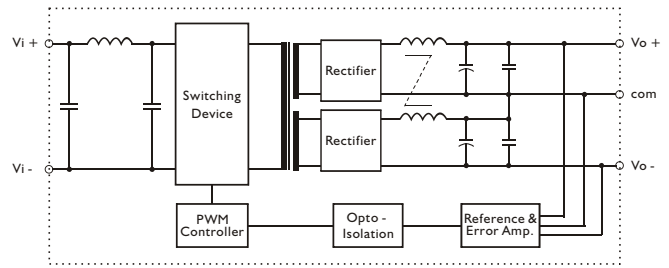 Vi +
Switching
Device
Rectifier
Rectifier
Vo +
com
Vi -
Vo -
PWM
Controller
Opto -
Isolation
Reference &
Error Amp.